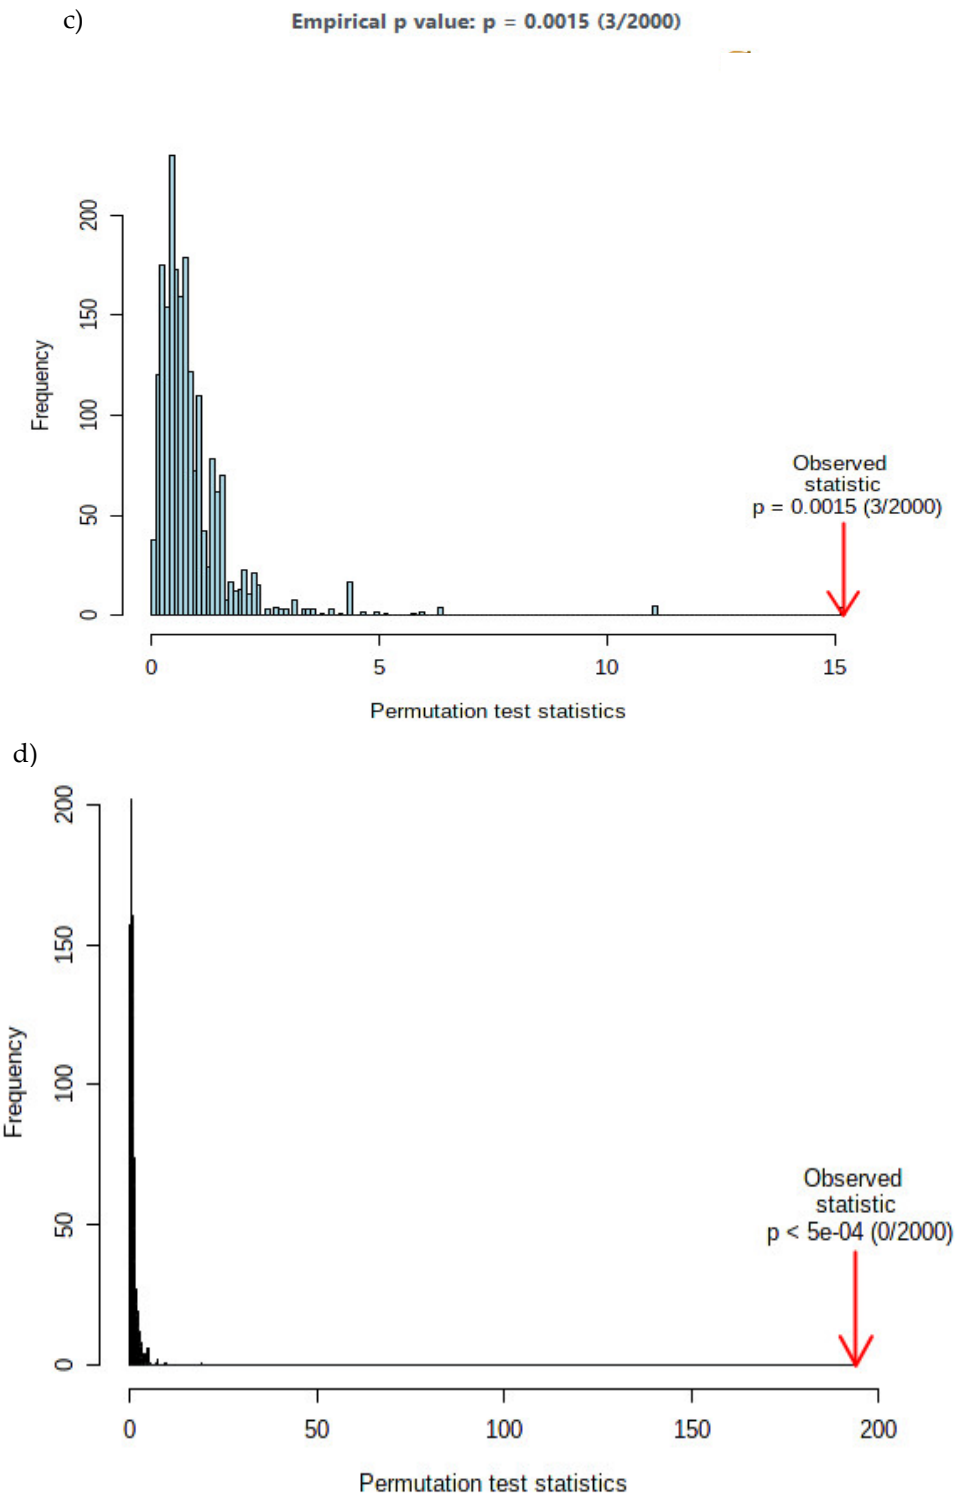 c)
Empirical p value: p = 0.0015 (3/2000)
200
150
100
50
0
Frequency
Observed
statistic
p = 0.0015 (3/2000)
0 5 10 15
Permutation test statistics
d)
200
150
100
50
0
Frequency
Observed
statistic
p < 5e-04 (0/2000)
0 50 100 150 200
Permutation test statistics